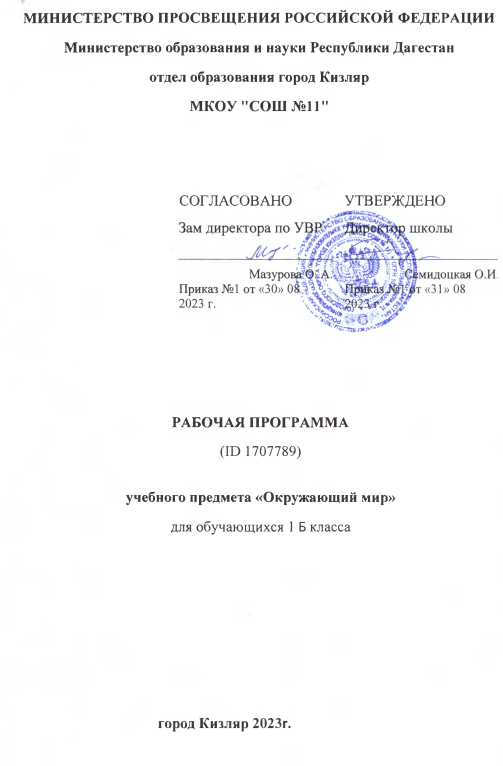 МИНИСТЕРСТВО ПРОСВЕЩЕНИЯ РОССИЙСКОЙ ФЕДЕРАЦИИ
Министерство образования и науки Республики Дагестан
отдел образования город Кизляр
МКОУ "СОШ №11"
СОГЛАСОВАНО
Зам директора по УВР
Мазурова О.А.
Приказ №1 от «30» 08
2023 г.
УТВЕРЖДЕНО
Директор школы
Семидоцкая О.И.
Приказ №1 от «31» 08
2023 г.
РАБОЧАЯ ПРОГРАММА
(ID 1707789)
учебного предмета «Окружающий мир»
для обучающихся 1 Б класса
город Кизляр 2023г.